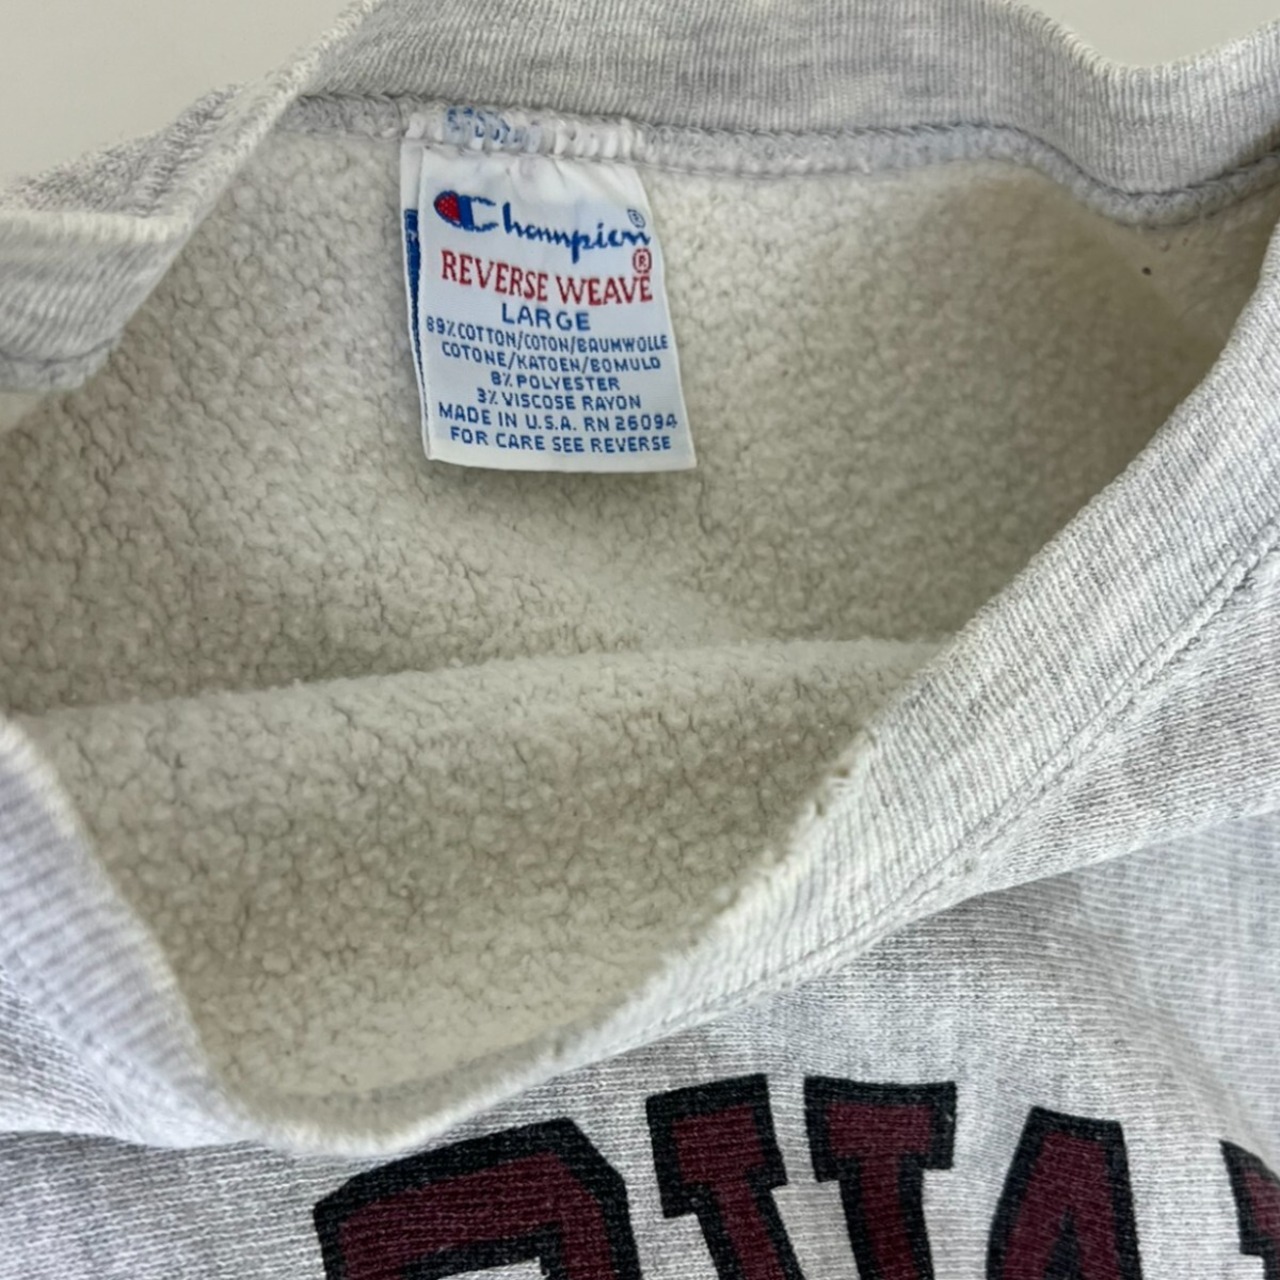 Champion®
REVERSE WEAVE®
LARGE
89% COTTON/COTON/BAUMWOLLE
COTONE/KATOEN/BOMULD
8% POLYESTER
3% VISCOSE RAYON
MADE IN U.S.A. RN 26094
FOR CARE SEE REVERSE